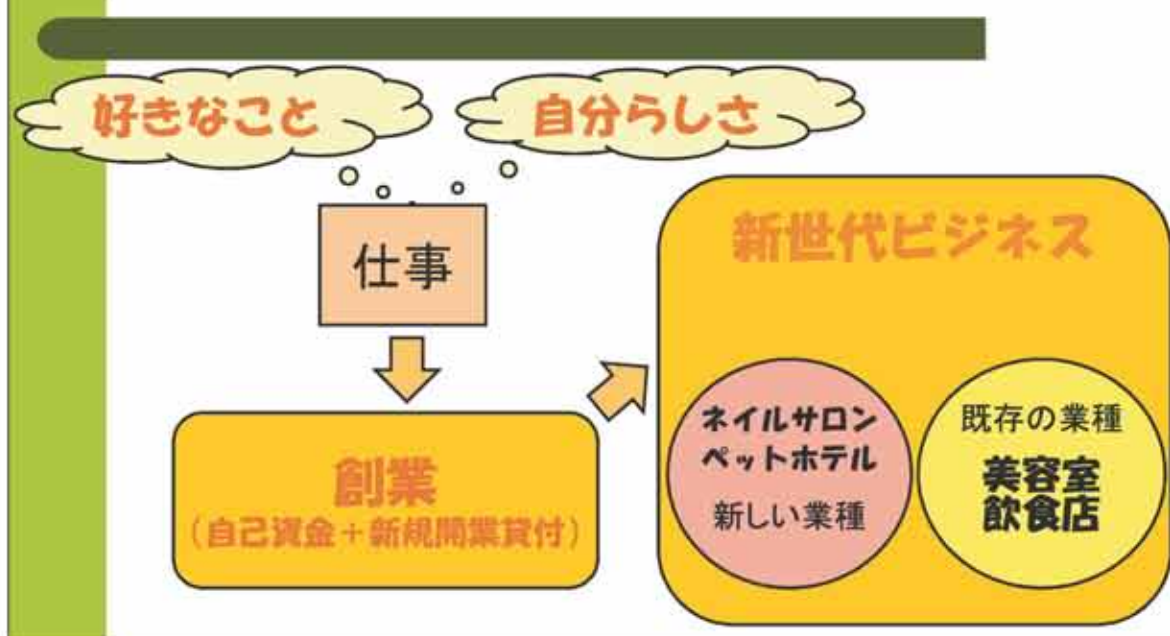 好きなこと
自分らしさ
仕事
創業
(自己資金+新規開業貸付)
新世代ビジネス
ネイルサロン
ペットホテル
新しい業種
既存の業種
美容室
飲食店